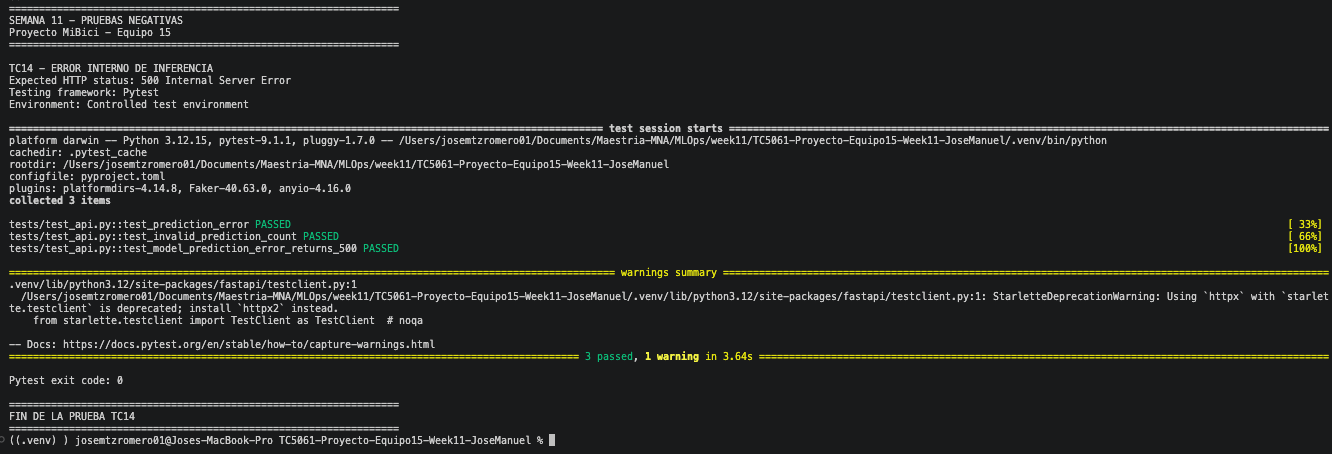 ================================================================
SEMANA 11 - PRUEBAS NEGATIVAS
Proyecto MiBici - Equipo 15
================================================================
TC14 - ERROR INTERNO DE INFERENCIA
Expected HTTP status: 500 Internal Server Error
Testing framework: Pytest
Environment: Controlled test environment
================ test session starts ================
platform darwin -- Python 3.12.15, pytest-9.1.1, pluggy-1.7.0 -- /Users/josemtzromero01/Documents/Maestria-MNA/MLOps/week11/TC5061-Proyecto-Equipo15-Week11-JoseManuel/.venv/bin/python
cachedir: .pytest_cache
rootdir: /Users/josemtzromero01/Documents/Maestria-MNA/MLOps/week11/TC5061-Proyecto-Equipo15-Week11-JoseManuel
configfile: pyproject.toml
plugins: platformdirs-4.14.8, Faker-40.63.0, anyio-4.16.0
collected 3 items
tests/test_api.py::test_prediction_error PASSED [ 33%]
tests/test_api.py::test_invalid_prediction_count PASSED [ 66%]
tests/test_api.py::test_model_prediction_error_returns_500 PASSED [100%]
================ warnings summary ================
.venv/lib/python3.12/site-packages/fastapi/testclient.py:1
/Users/josemtzromero01/Documents/Maestria-MNA/MLOps/week11/TC5061-Proyecto-Equipo15-Week11-JoseManuel/.venv/lib/python3.12/site-packages/fastapi/testclient.py:1: StarletteDeprecationWarning: Using `httpx` with `starlet
te.testclient` is deprecated; install `httpx2` instead.
from starlette.testclient import TestClient as TestClient  # noqa
-- Docs: https://docs.pytest.org/en/stable/how-to/capture-warnings.html
================ 3 passed, 1 warning in 3.64s ================
Pytest exit code: 0
================================================================
FIN DE LA PRUEBA TC14
================================================================
((.venv) ) josemtzromero01@Joses-MacBook-Pro TC5061-Proyecto-Equipo15-Week11-JoseManuel %